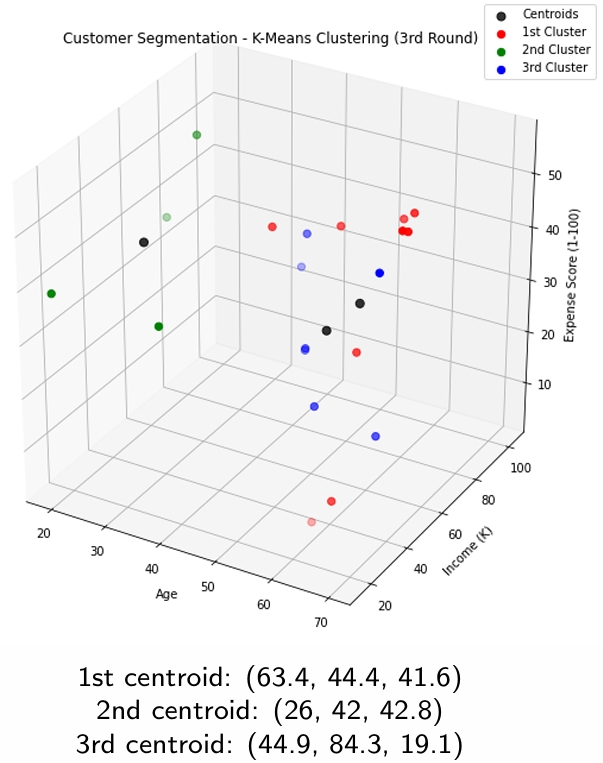 Customer Segmentation - K-Means Clustering (3rd Round)
Centroids
1st Cluster
2nd Cluster
3rd Cluster
50
40
30
20
10
Expense Score (1-100)
100
80
60
40
20
Income (K)
20
30
40
50
60
70
Age
1st centroid: (63.4, 44.4, 41.6)
2nd centroid: (26, 42, 42.8)
3rd centroid: (44.9, 84.3, 19.1)